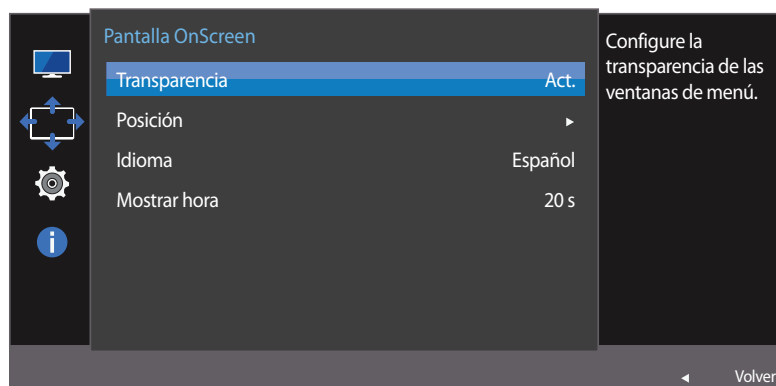 Pantalla OnScreen
Transparencia Act.
Posición ▸
Idioma Español
Mostrar hora 20 s
Configure la
transparencia de las
ventanas de menú.
◂ Volver